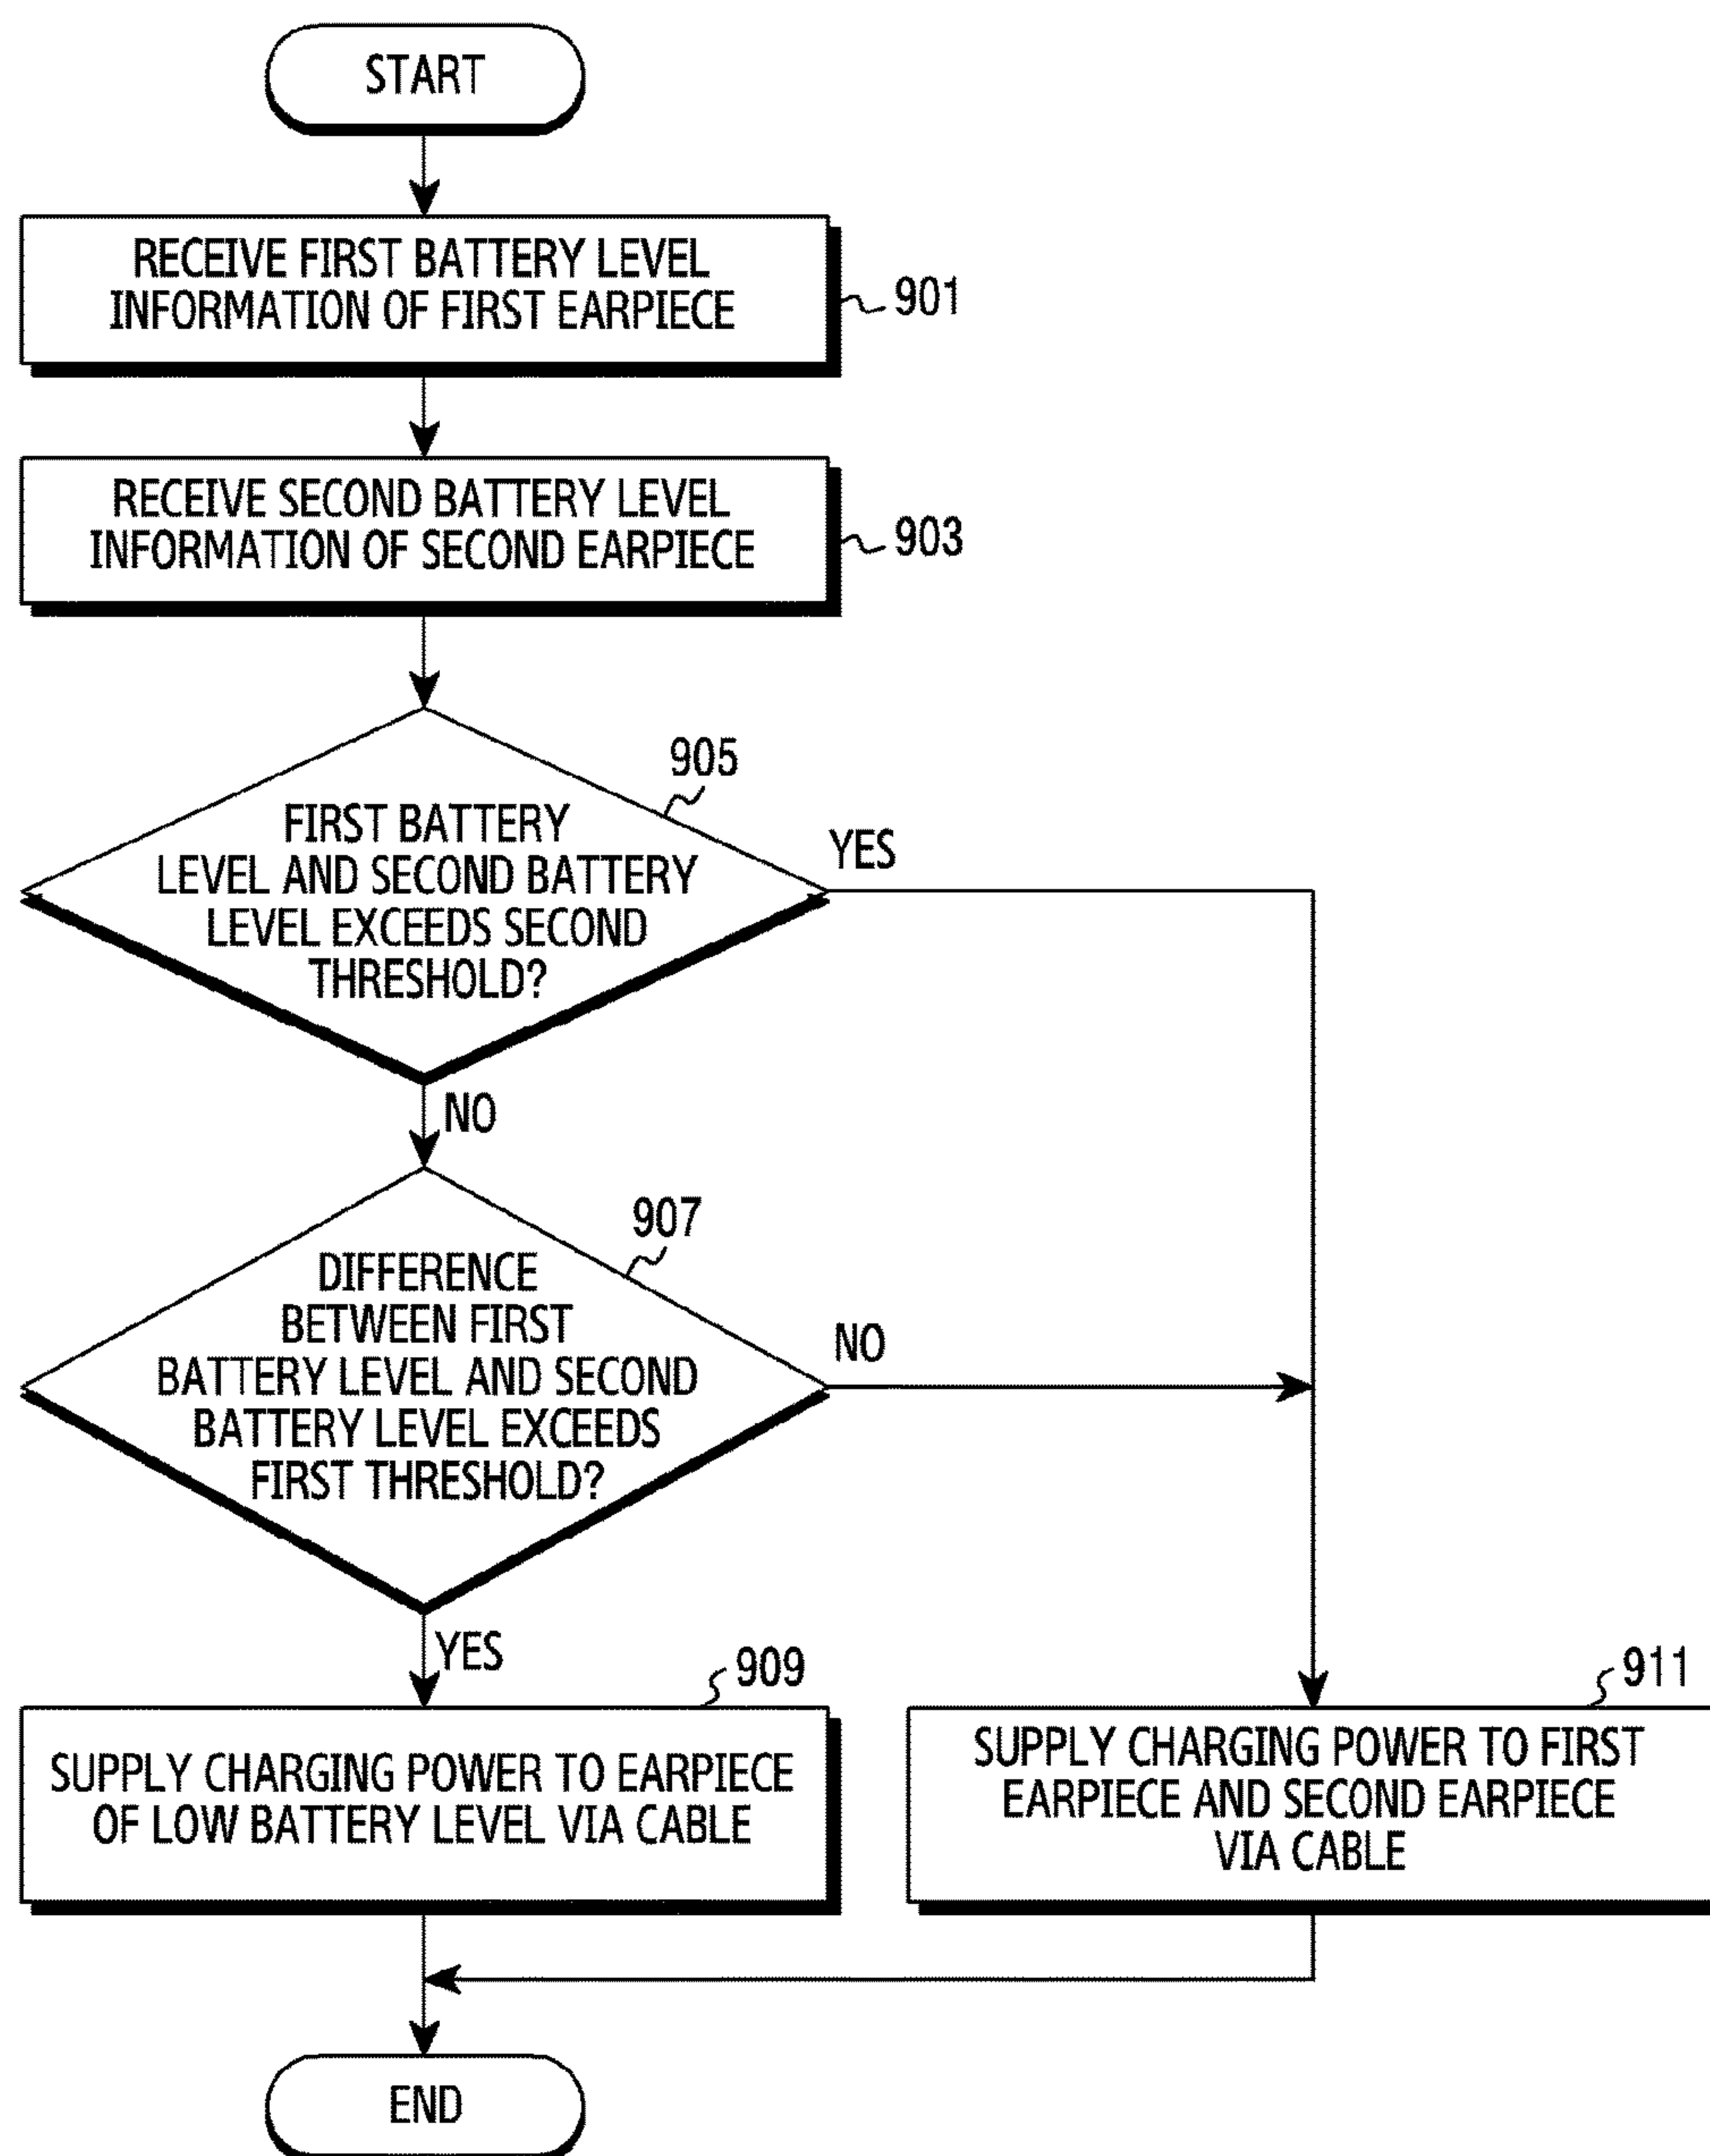 START
RECEIVE FIRST BATTERY LEVEL
INFORMATION OF FIRST EARPIECE
901
RECEIVE SECOND BATTERY LEVEL
INFORMATION OF SECOND EARPIECE
903
905
FIRST BATTERY
LEVEL AND SECOND BATTERY
LEVEL EXCEEDS SECOND
THRESHOLD?
YES
NO
907
DIFFERENCE
BETWEEN FIRST
BATTERY LEVEL AND SECOND
BATTERY LEVEL EXCEEDS
FIRST THRESHOLD?
NO
YES
909
SUPPLY CHARGING POWER TO EARPIECE
OF LOW BATTERY LEVEL VIA CABLE
911
SUPPLY CHARGING POWER TO FIRST
EARPIECE AND SECOND EARPIECE
VIA CABLE
END